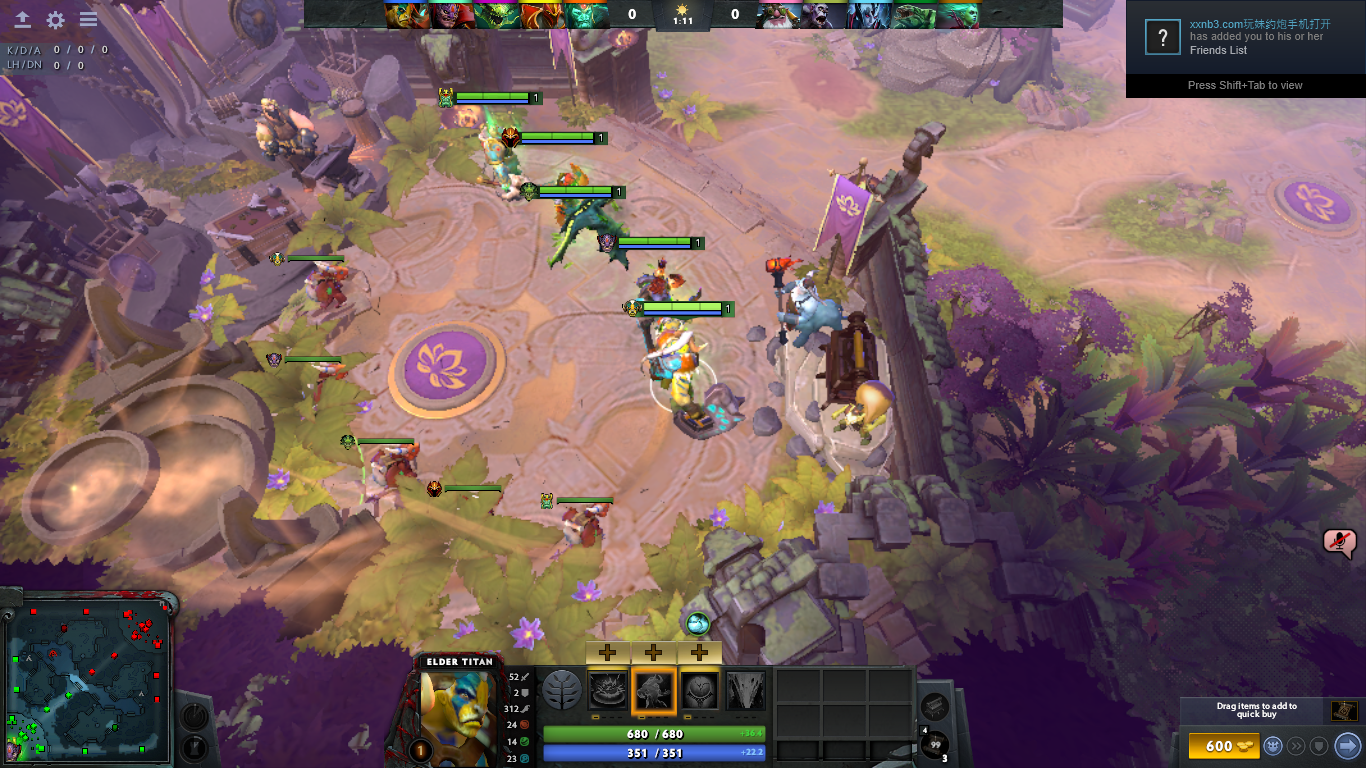 0
1:11
0
K/D/A 0 / 0 / 0
LH/DN 0 / 0
xxnb3.com玩妹約炮手机打开
has added you to his or her
Friends List
?
Press Shift+Tab to view
1
1
1
1
1
ELDER TITAN
52
2
312
24
14
23
1
680 / 680
+36.4
351 / 351
+22.2
4
99
3
Drag items to add to
quick buy
600